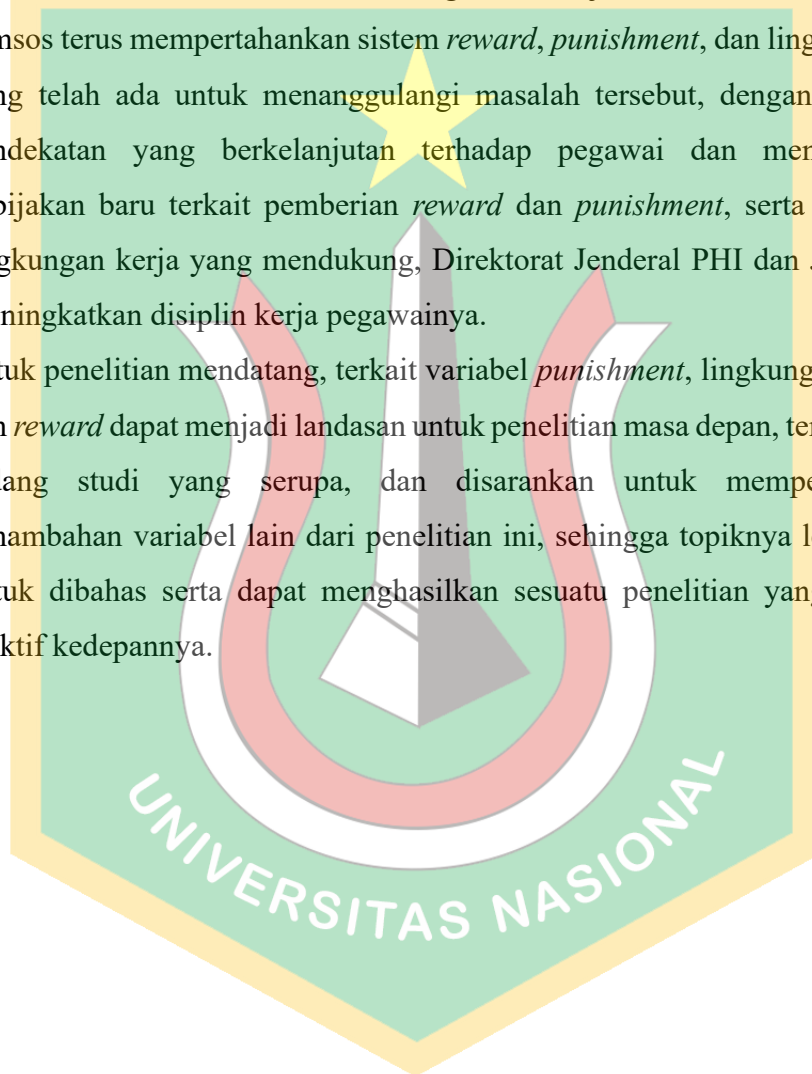 nsos terus mempertahankan sistem reward, punishment, dan ling
ng telah ada untuk menanggulangi masalah tersebut, dengan
ndekatan yang berkelanjutan terhadap pegawai dan men
bijakan baru terkait pemberian reward dan punishment, serta
gkungan kerja yang mendukung, Direktorat Jenderal PHI dan
ningkatkan disiplin kerja pegawainya.
tuk penelitian mendatang, terkait variabel punishment, lingkung
n reward dapat menjadi landasan untuk penelitian masa depan, ter
ang studi yang serupa, dan disarankan untuk mempe
nambahan variabel lain dari penelitian ini, sehingga topiknya l
tuk dibahas serta dapat menghasilkan sesuatu penelitian yang
ktif kedepannya.
UNIVERSITAS NASIONAL